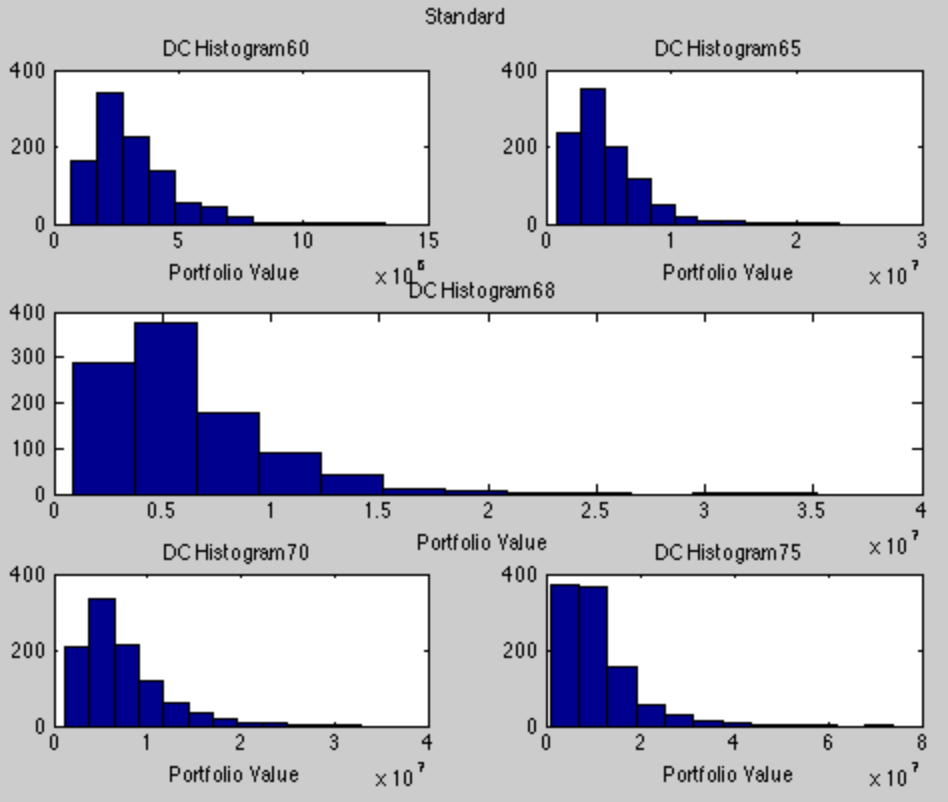 Standard
DC Histogram60
400
200
0
0 5 10 15
Portfolio Value
DC Histogram65
400
200
0
0 1 2 3
Portfolio Value
x 10^7
DC Histogram68
400
300
200
100
0
0 0.5 1 1.5 2 2.5 3 3.5 4
Portfolio Value
x 10^7
DC Histogram70
400
200
0
0 1 2 3 4
Portfolio Value
x 10^7
DC Histogram75
400
200
0
0 2 4 6 8
Portfolio Value
x 10^7